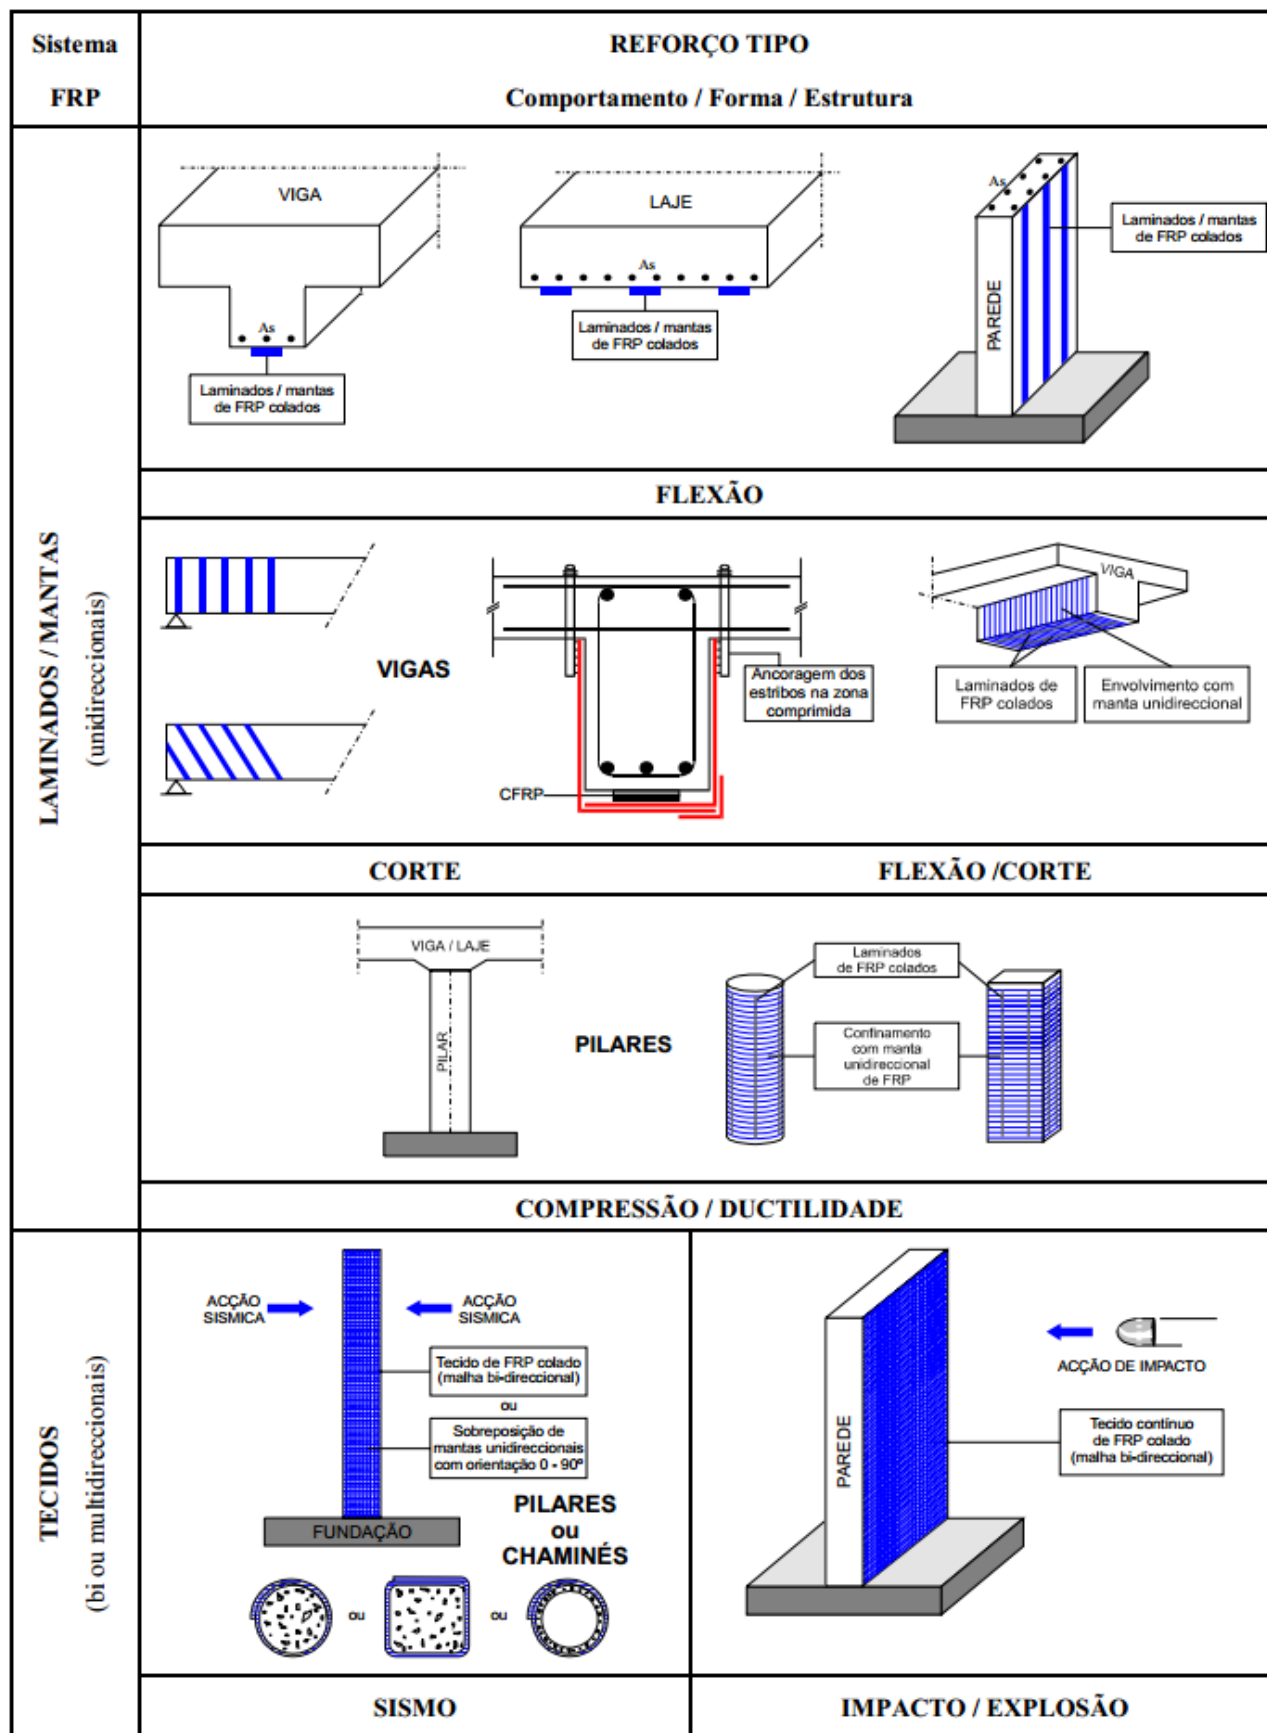 Sistema
FRP
REFORÇO TIPO
Comportamento / Forma / Estrutura
LAMINADOS / MANTAS
(unidireccionais)
VIGA
As
Laminados / mantas
de FRP colados
LAJE
As
Laminados / mantas
de FRP colados
As
PAREDE
Laminados / mantas
de FRP colados
FLEXÃO
VIGAS
CFRP
Ancoragem dos
estribos na zona
comprimida
VIGA
Laminados de
FRP colados
Envolvimento com
manta unidireccional
CORTE
FLEXÃO /CORTE
VIGA / LAJE
PILAR
PILARES
Laminados
de FRP colados
Confinamento
com manta
unidireccional
de FRP
COMPRESSÃO / DUCTILIDADE
TECIDOS
(bi ou multidireccionais)
ACÇÃO
SISMICA
ACÇÃO
SISMICA
Tecido de FRP colado
(malha bi-direccional)
ou
Sobreposição de
mantas unidireccionais
com orientação 0 - 90º
FUNDAÇÃO
PILARES
ou
CHAMINÉS
ou
ou
SISMO
PAREDE
ACÇÃO DE IMPACTO
Tecido contínuo
de FRP colado
(malha bi-direccional)
IMPACTO / EXPLOSÃO